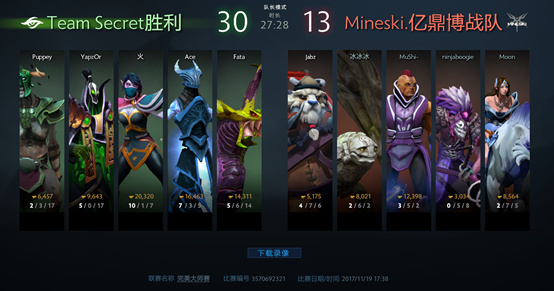 Team Secret胜利 30 队长模式 13 Mineski.亿鼎博战队
时长
27:28
Puppey YapzOr 火 Ace Fata Jabz 冰冰冰 MuShi- ninjaboogie Moon
6,457 9,643 20,320 16,453 14,311 5,175 8,021 12,398 3,034 8,564
2 / 3 / 17 5 / 0 / 17 10 / 1 / 7 7 / 3 / 5 5 / 6 / 14 4 / 7 / 6 2 / 6 / 2 3 / 5 / 2 0 / 5 / 8 2 / 7 / 5
下载录像
联赛名称 完美大师赛 比赛编号 3570692321 比赛日期/时间 2017/11/19 17:38